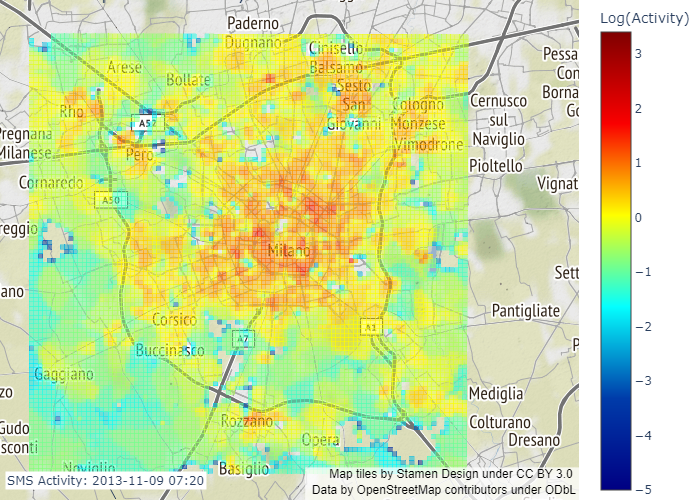 Log(Activity)
3
2
1
0
−1
−2
−3
−4
−5
Paderno
Dugnano
Cinisello
Balsamo
Arese
Bollate
Sesto
San
Giovanni
Rho
Cologno
Monzese
Vimodrone
Cernusco
sul
Naviglio
Pessa
Borna
A52
Pregnana
Milanese
Pero
Pioltello
Cornaredo
Vignat
A50
reggio
Milano
Sett
ano
Pantigliate
Corsico
A1
A7
Buccinasco
Gaggiano
zo
Mediglia
Rozzano
Colturano
Gudo
sconti
Opera
Dresano
Noviglio
Basiglio
SMS Activity: 2013-11-09 07:20
Map tiles by Stamen Design under CC BY 3.0
Data by OpenStreetMap contributors under ODbL